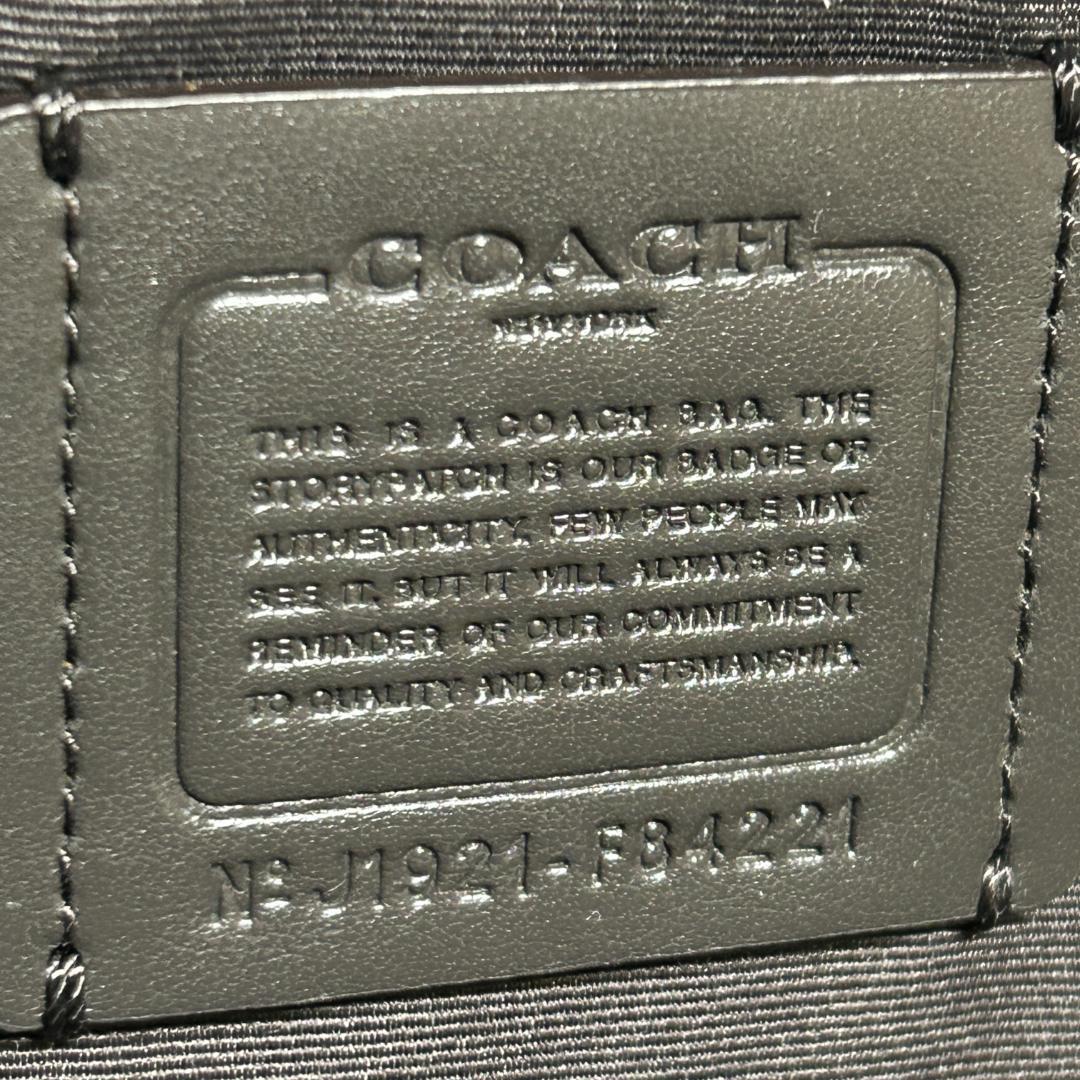 COACH
NEW YORK
THIS IS A COACH BAG. THE
STORYPATCH IS OUR BADGE OF
AUTHENTICITY. FEW PEOPLE MAY
SEE IT, BUT IT WILL ALWAYS BE A
REMINDER OF OUR COMMITMENT
TO QUALITY AND CRAFTSMANSHIP.
Nº J1921-F84221